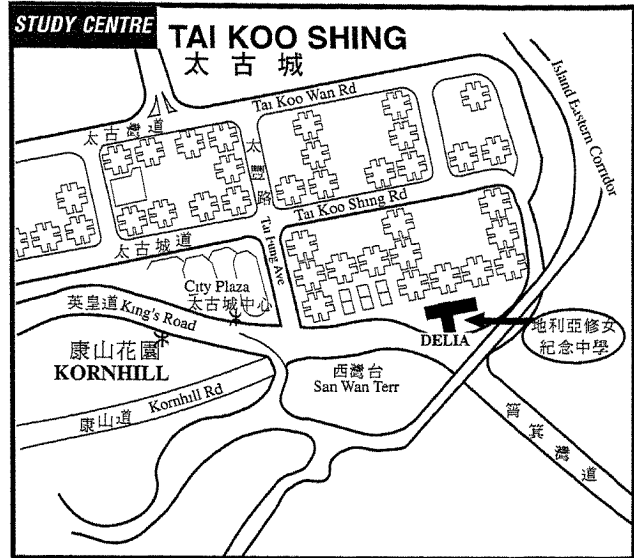 STUDY CENTRE
TAI KOO SHING
太古城
Tai Koo Wan Rd
Island Eastern Corridor
太古灣道
太豐路
Tai Koo Shing Rd
太古城道
Tai Fung Ave
City Plaza
太古城中心
英皇道 King's Road
康山花園
KORNHILL
DELIA
地利亞修女
紀念中學
西灣台
San Wan Terr
康山道 Kornhill Rd
筲箕灣道